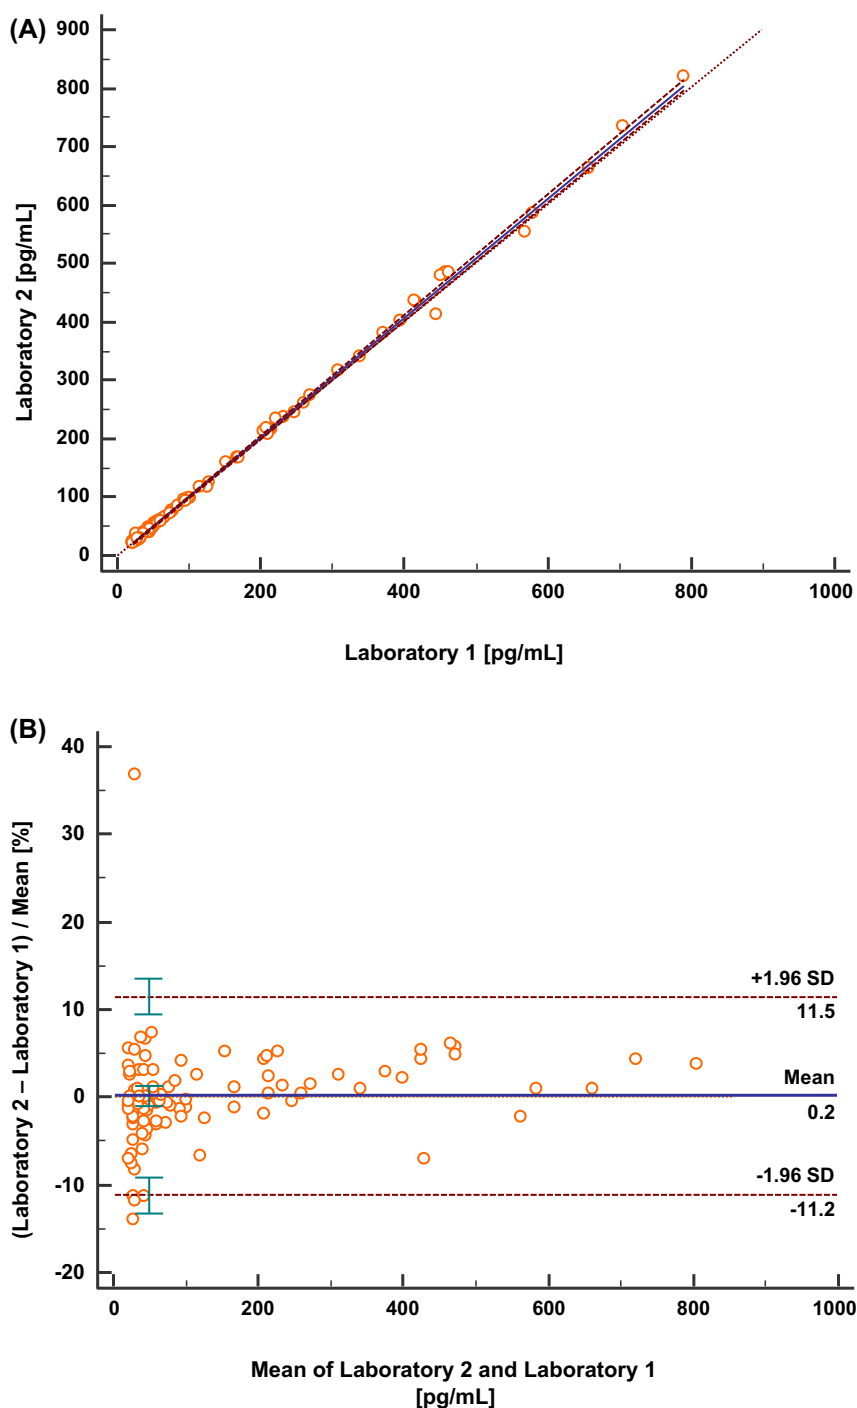 (A)
900
800
700
600
500
400
300
200
100
0
Laboratory 2 [pg/mL]
0 200 400 600 800 1000
Laboratory 1 [pg/mL]
(B)
40
30
20
10
0
-10
-20
(Laboratory 2 – Laboratory 1) / Mean [%]
+1.96 SD
11.5
Mean
0.2
-1.96 SD
-11.2
0 200 400 600 800 1000
Mean of Laboratory 2 and Laboratory 1
[pg/mL]